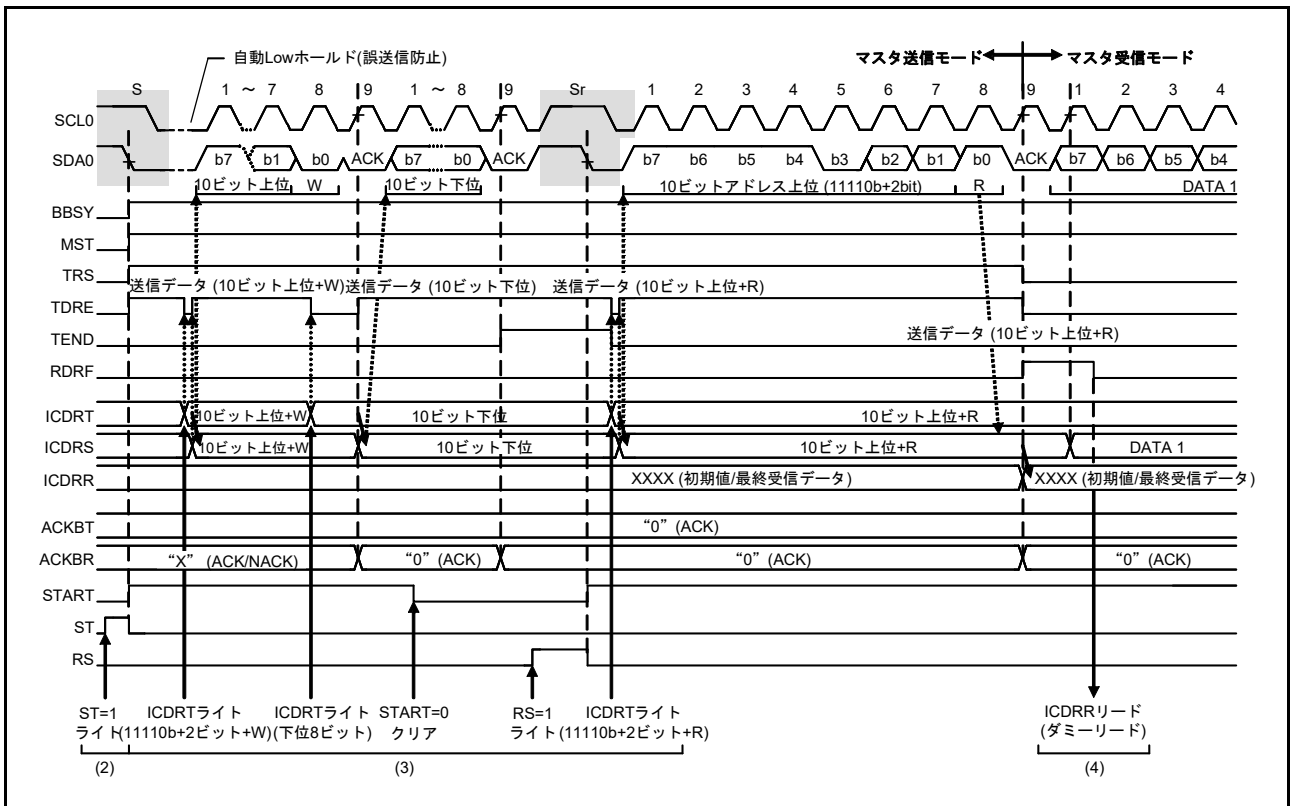 自動Lowホールド(誤送信防止)
マスタ送信モード マスタ受信モード
S 1 ～ 7 8 9 1 ～ 8 9 Sr 1 2 3 4 5 6 7 8 9 1 2 3 4
SCL0
SDA0 b7 b1 b0 ACK b7 b0 ACK b7 b6 b5 b4 b3 b2 b1 b0 ACK b7 b6 b5 b4
10ビット上位 W 10ビット下位 10ビットアドレス上位 (11110b+2bit) R DATA 1
BBSY
MST
TRS
送信データ (10ビット上位+W) 送信データ (10ビット下位) 送信データ (10ビット上位+R)
TDRE
TEND 送信データ (10ビット上位+R)
RDRF
ICDRT 10ビット上位+W 10ビット下位 10ビット上位+R
ICDRS 10ビット上位+W 10ビット下位 10ビット上位+R DATA 1
ICDRR XXXX (初期値/最終受信データ) XXXX (初期値/最終受信データ)
ACKBT “0” (ACK)
ACKBR “X” (ACK/NACK) “0” (ACK) “0” (ACK) “0” (ACK)
START
ST
RS
ST=1 ICDRTライト ICDRTライト START=0 RS=1 ICDRTライト ICDRRリード
ライト (11110b+2ビット+W) (下位8ビット) クリア ライト (11110b+2ビット+R) (ダミーリード)
(2) (3) (4)